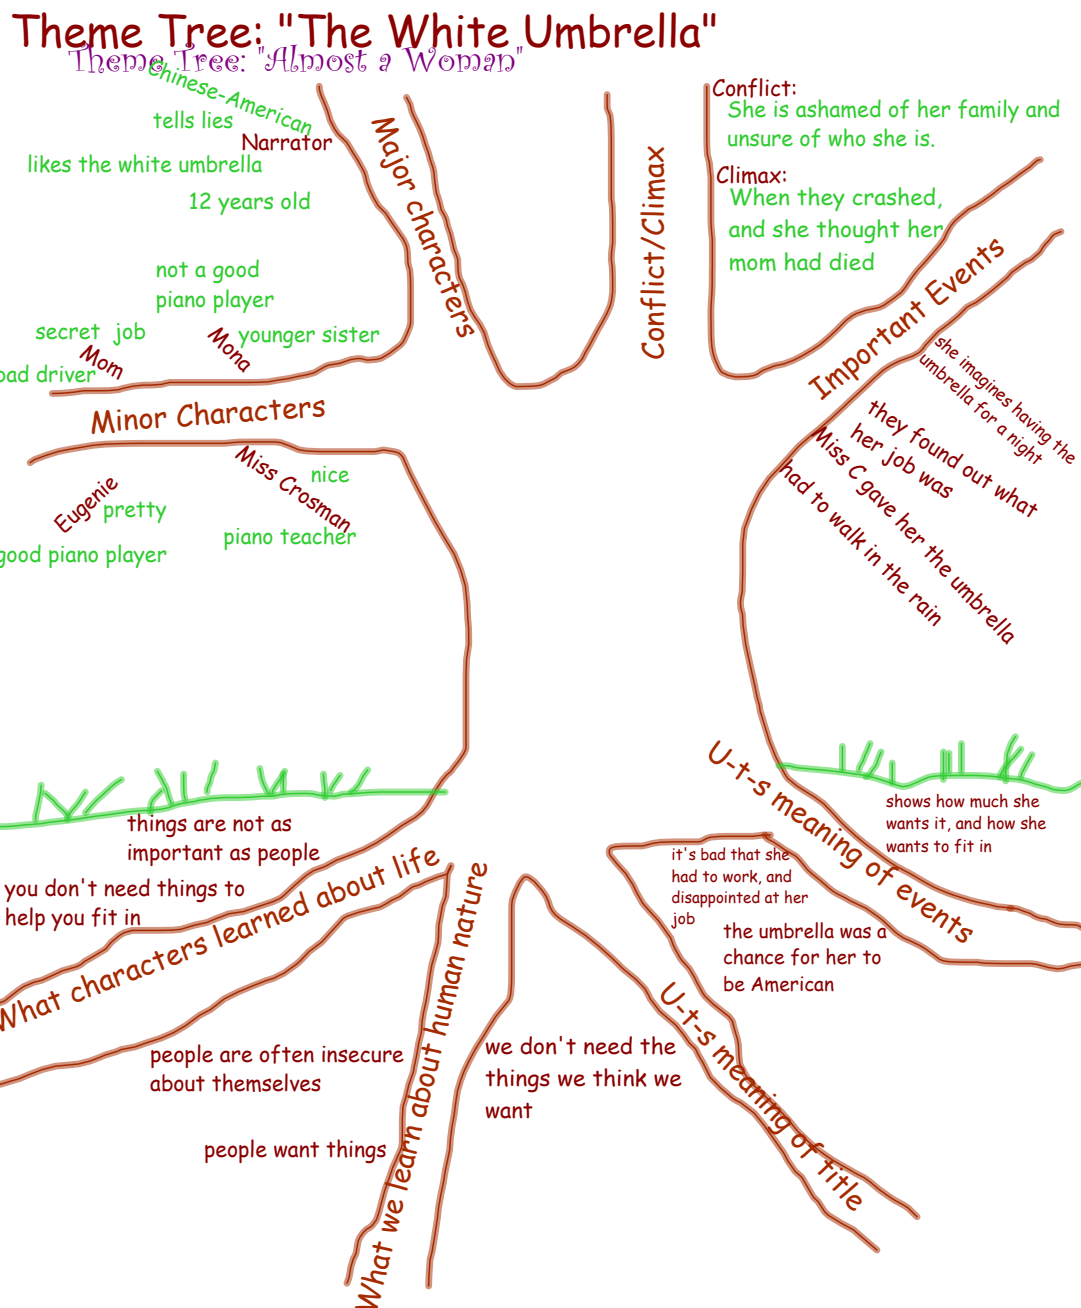 Theme Tree: "The White Umbrella"
Theme Tree: "Almost a Woman"
Chinese-American
tells lies
Narrator
likes the white umbrella
12 years old
Major characters
Conflict/Climax
Conflict:
She is ashamed of her family and
unsure of who she is.
Climax:
When they crashed,
and she thought her
mom had died
Important Events
not a good
piano player
secret job
Mona
younger sister
Mom
bad driver
Minor Characters
she imagines having the
umbrella for a night
they found out what
her job was
Miss C gave her the umbrella
had to walk in the rain
Miss Crosman
nice
Eugenie
pretty
piano teacher
good piano player
U-t-s meaning of events
shows how much she
wants it, and how she
wants to fit in
things are not as
important as people
you don't need things to
help you fit in
What characters learned about life
it's bad that she
had to work, and
disappointed at her
job
the umbrella was a
chance for her to
be American
U-t-s meaning of title
What we learn about human nature
people are often insecure
about themselves
we don't need the
things we think we
want
people want things